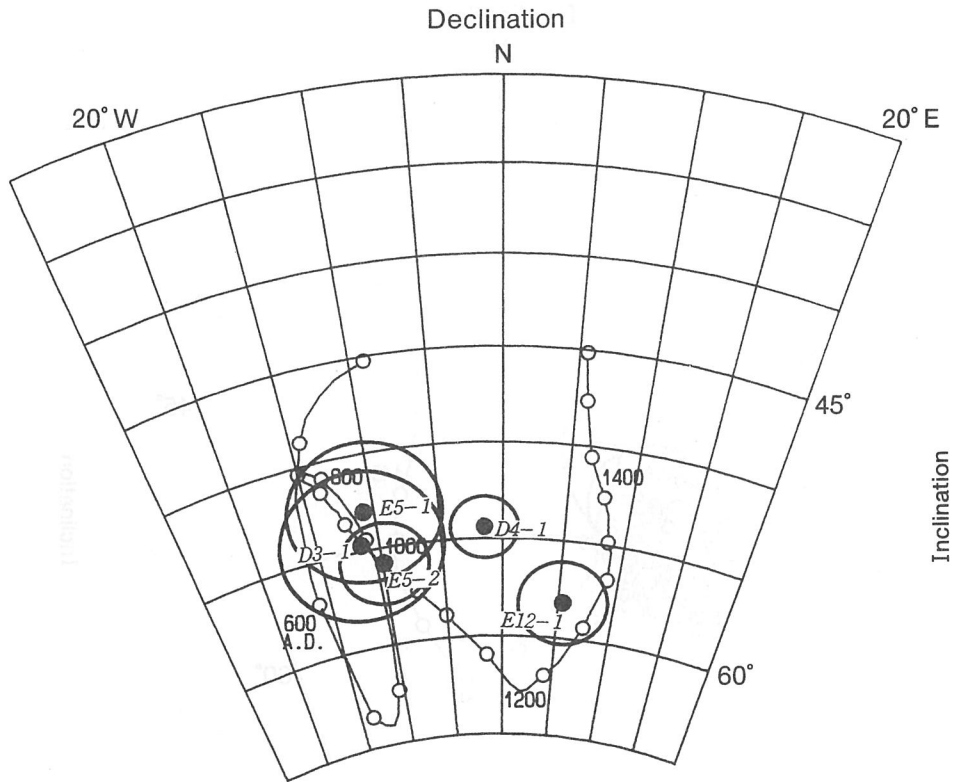 Declination
N
20° W
20° E
45°
800
1400
E5-1
D4-1
D3-1
1000
E5-2
E12-1
600
A.D.
60°
1200
Inclination